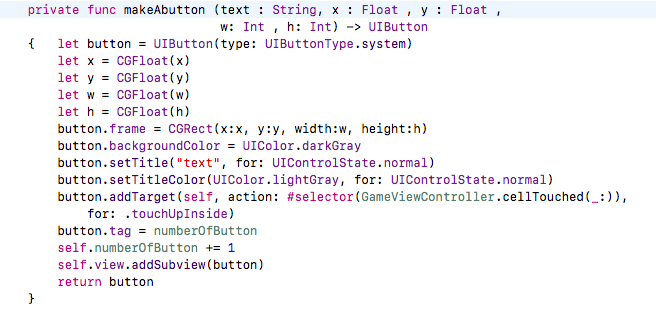 private func makeAbutton (text : String, x : Float , y : Float ,
w: Int , h: Int) -> UIButton
{ let button = UIButton(type: UIButtonType.system)
let x = CGFloat(x)
let y = CGFloat(y)
let w = CGFloat(w)
let h = CGFloat(h)
button.frame = CGRect(x:x, y:y, width:w, height:h)
button.backgroundColor = UIColor.darkGray
button.setTitle("text", for: UIControlState.normal)
button.setTitleColor(UIColor.lightGray, for: UIControlState.normal)
button.addTarget(self, action: #selector(GameViewController.cellTouched(_:)),
for: .touchUpInside)
button.tag = numberOfButton
self.numberOfButton += 1
self.view.addSubview(button)
return button
}